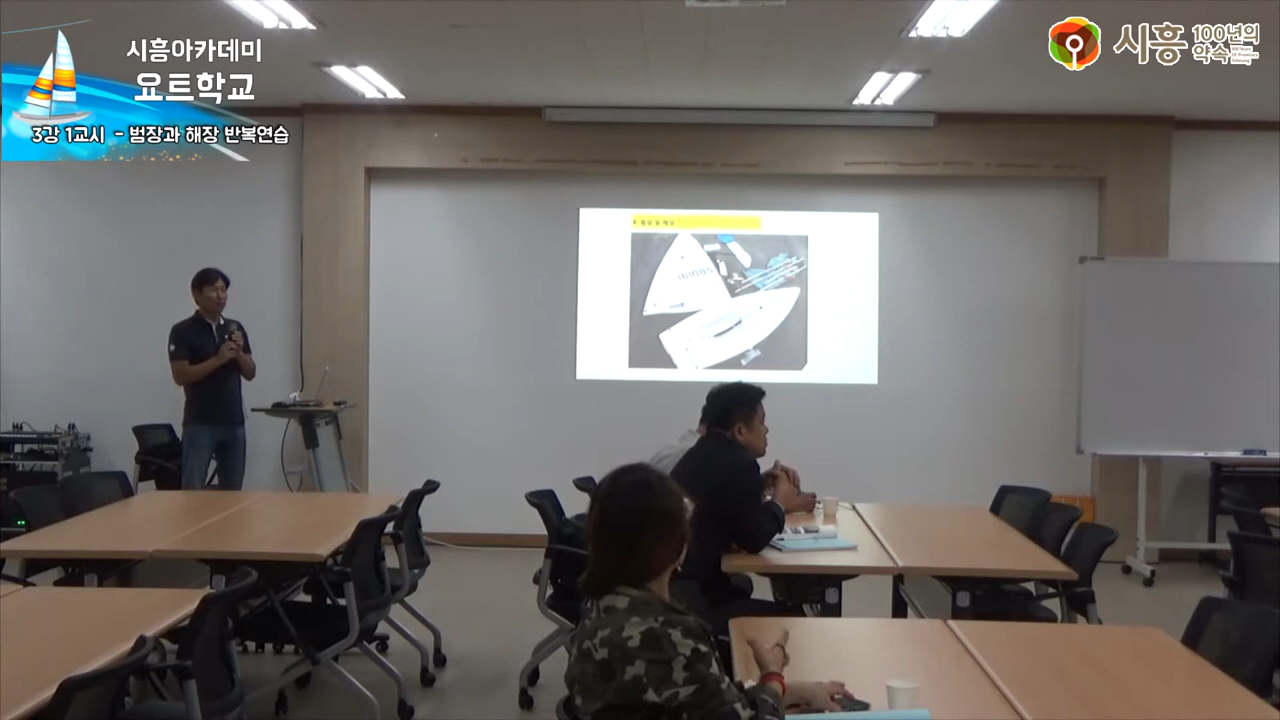 시흥아카데미
요트학교
3강 1교시 - 범장과 해장 반복연습
시흥 100년의
약속